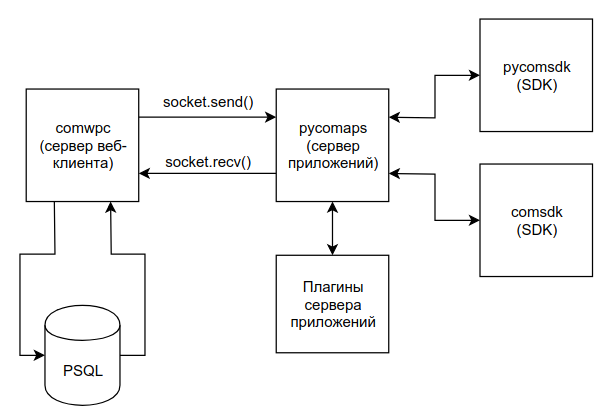 pycomsdk
(SDK)
socket.send()
comwpc
(сервер веб-
клиента)
pycomaps
(сервер
приложений)
socket.recv()
comsdk
(SDK)
Плагины
сервера
приложений
PSQL